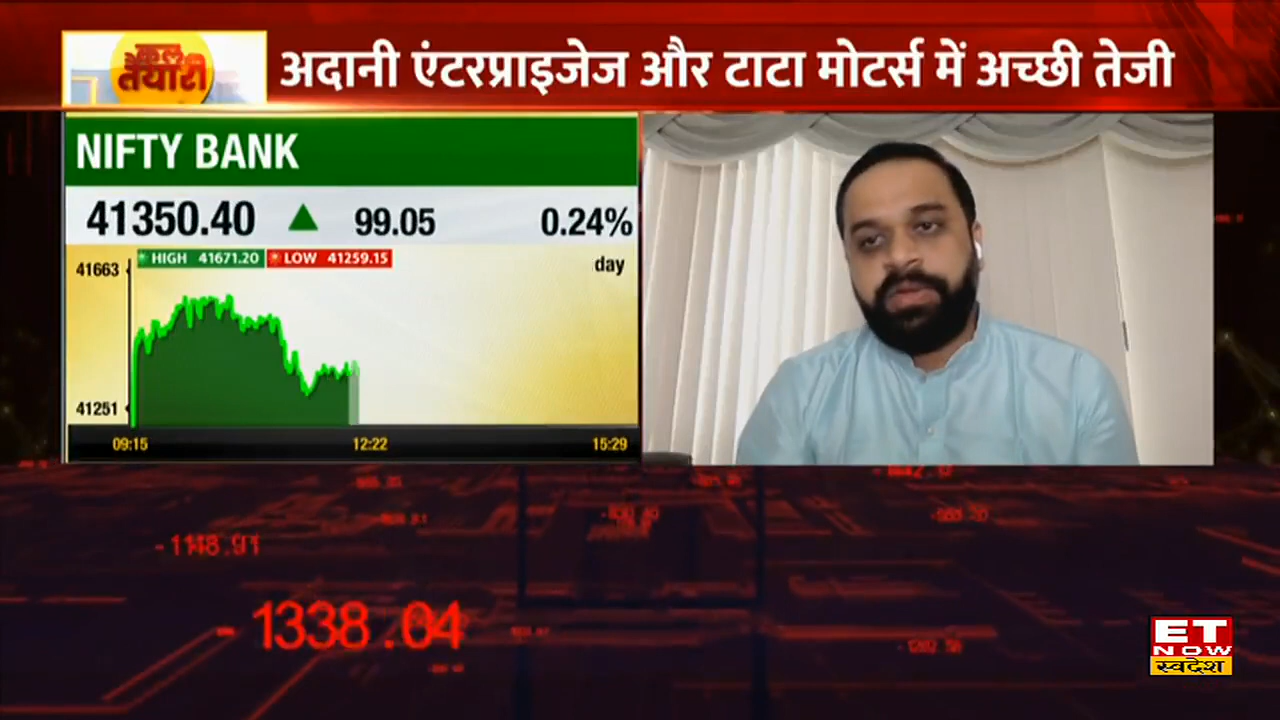 कल की तैयारी
अदानी एंटरप्राइजेज और टाटा मोटर्स में अच्छी तेजी
NIFTY BANK
41350.40 ▲ 99.05 0.24%
HIGH 41671.20 LOW 41259.15 day
41663
41251
09:15 12:22 15:29
-1148.91
- 1338.04
ET
NOW
स्वदेश